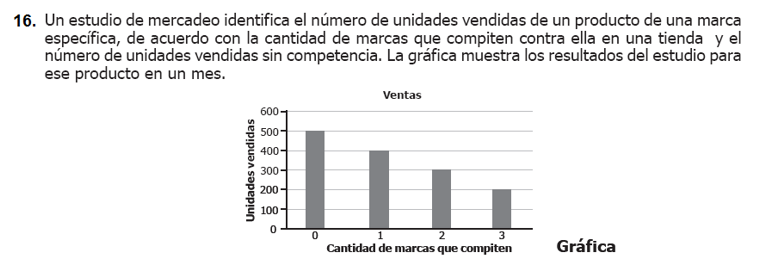 16. Un estudio de mercadeo identifica el número de unidades vendidas de un producto de una marca
específica, de acuerdo con la cantidad de marcas que compiten contra ella en una tienda y el
número de unidades vendidas sin competencia. La gráfica muestra los resultados del estudio para
ese producto en un mes.
Ventas
Unidades vendidas
600
500
400
300
200
100
0
0 1 2 3
Cantidad de marcas que compiten
Gráfica